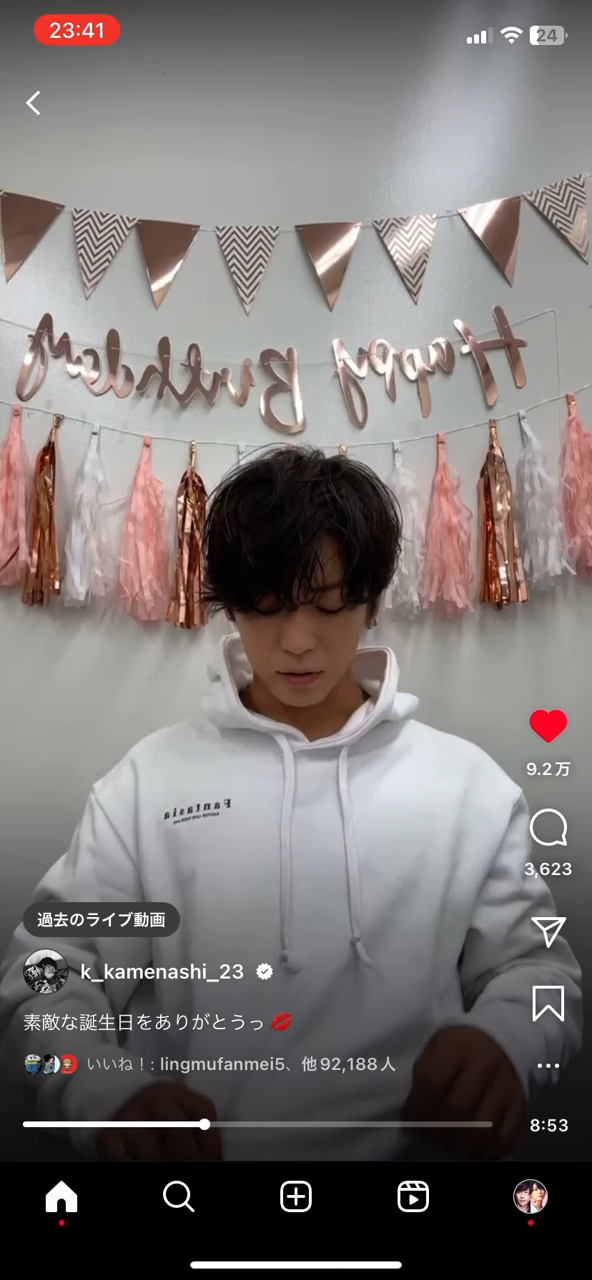 23:41
24
Happy Birthday
Fantasia
9.2万
3,623
過去のライブ動画
k_kamenashi_23
素敵な誕生日をありがとうっ💋
いいね！: lingmufanmei5、他92,188人
8:53